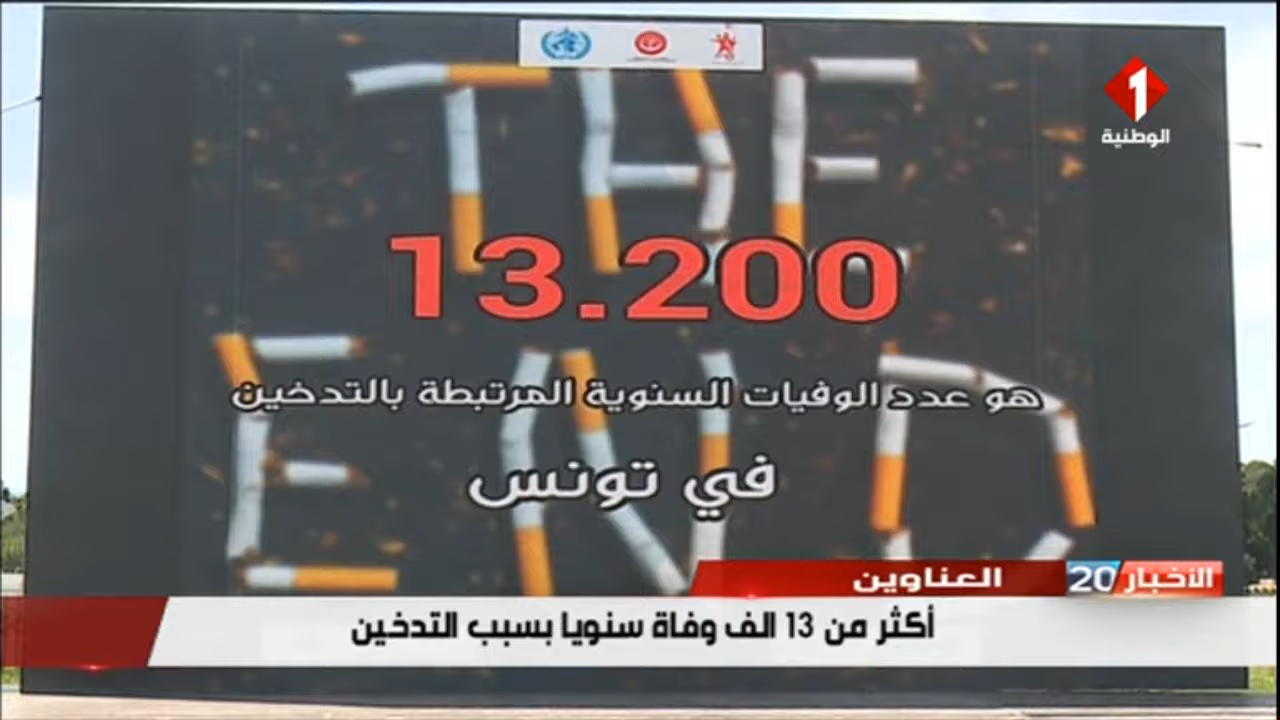 THE
1
الوطنية
13.200
هو عدد الوفيات السنوية المرتبطة بالتدخين
في تونس
END
الأخبار 20
العناوين
أكثر من 13 الف وفاة سنويا بسبب التدخين